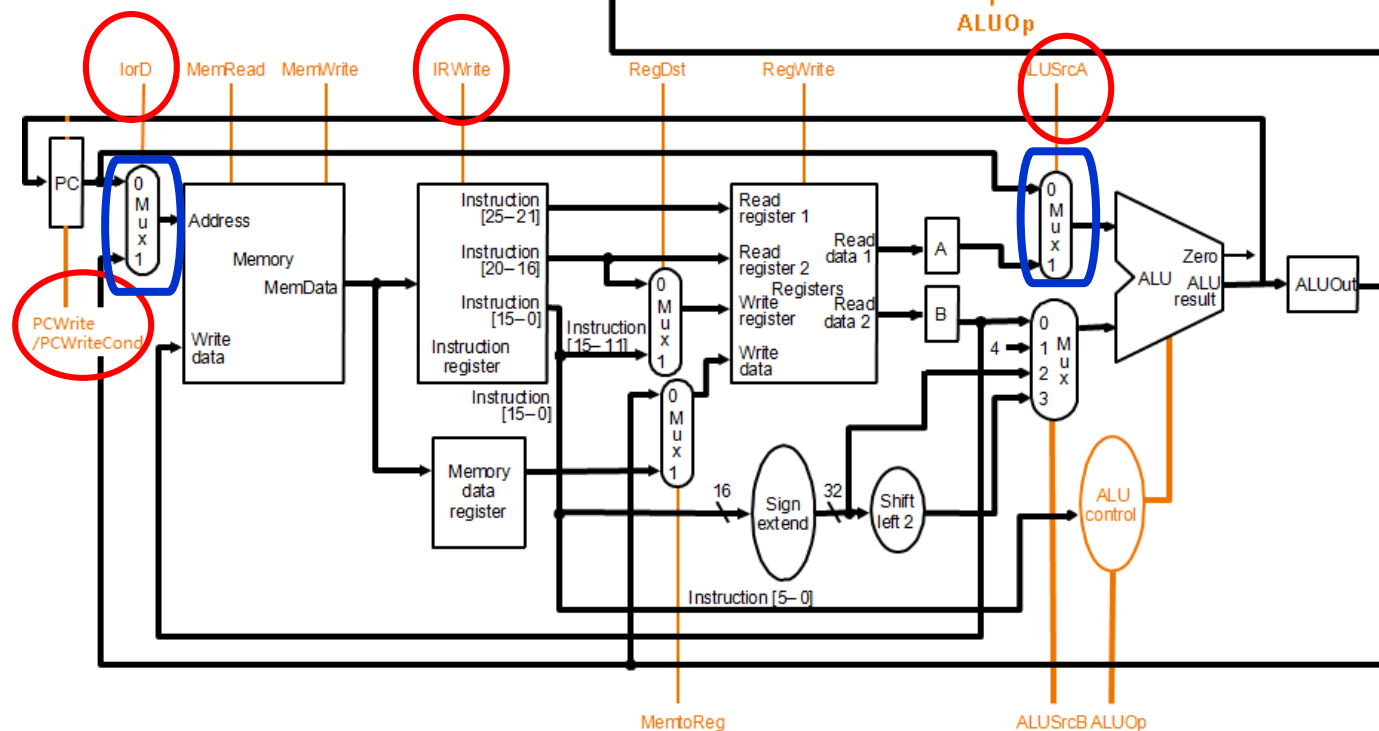 ALUOp
IorD
MemRead
MemWrite
IRWrite
RegDst
RegWrite
ALUSrcA
PC
0
M
u
x
1
Address
Memory
MemData
Write
data
PCWrite
/PCWriteCond
Instruction
[25–21]
Instruction
[20–16]
Instruction
[15–0]
Instruction
register
Instruction
[15–11]
Instruction
[15–0]
0
M
u
x
1
0
M
u
x
1
Read
register 1
Read
register 2
Registers
Write
register
Write
data
Read
data 1
Read
data 2
A
B
4
0
M
u
x
1
0
1
2
3
M
u
x
Zero
ALU
ALU
result
ALUOut
Memory
data
register
16
Sign
extend
32
Shift
left 2
ALU
control
Instruction [5–0]
MemtoReg
ALUSrcB
ALUOp